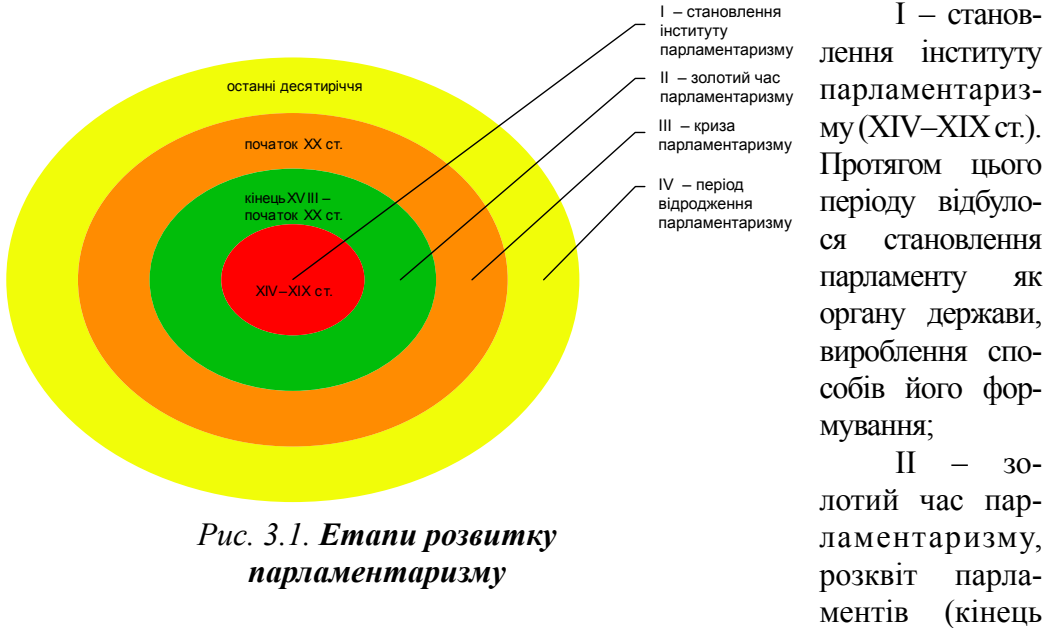 останні десятиріччя
початок XX ст.
кінець XVIII –
початок XX ст.
XIV–XIX ст.
I – становлення
інституту
парламентаризму
II – золотий час
парламентаризму
III – криза
парламентаризму
IV – період
відродження
парламентаризму
Рис. 3.1. Етапи розвитку
парламентаризму
I – станов-
лення інституту
парламентариз-
му (XIV–XIX ст.).
Протягом цього
періоду відбуло-
ся становлення
парламенту як
органу держави,
вироблення спо-
собів його фор-
мування;
II – зо-
лотий час пар-
ламентаризму,
розквіт парла-
ментів (кінець